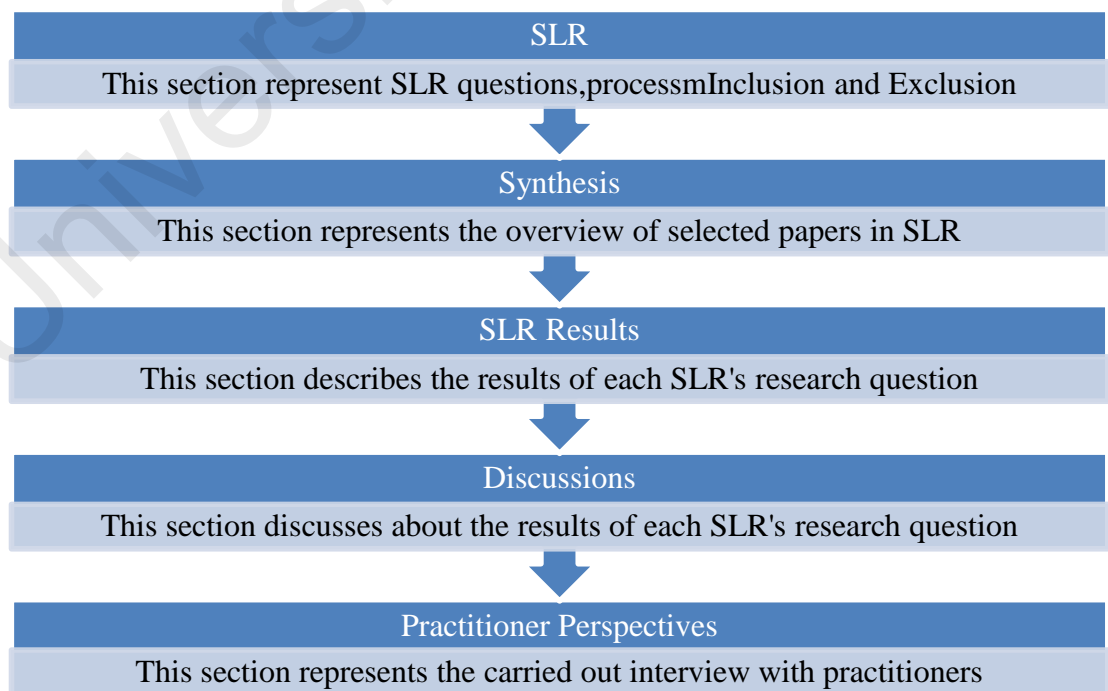 SLR
This section represent SLR questions,processmInclusion and Exclusion
Synthesis
This section represents the overview of selected papers in SLR
SLR Results
This section describes the results of each SLR's research question
Discussions
This section discusses about the results of each SLR's research question
Practitioner Perspectives
This section represents the carried out interview with practitioners
Universi